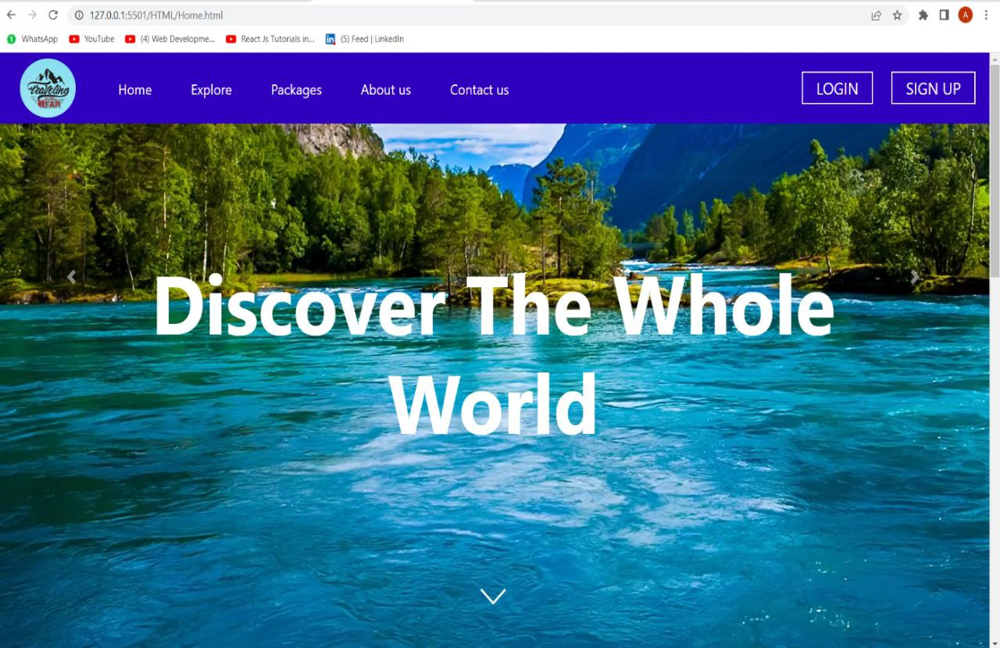 127.0.0.1:5501/HTML/Home.html
A
WhatsApp
YouTube
(4) Web Developme...
React Js Tutorials in...
(5) Feed | LinkedIn
traveling
Home
Explore
Packages
About us
Contact us
LOGIN
SIGN UP
Discover The Whole
World